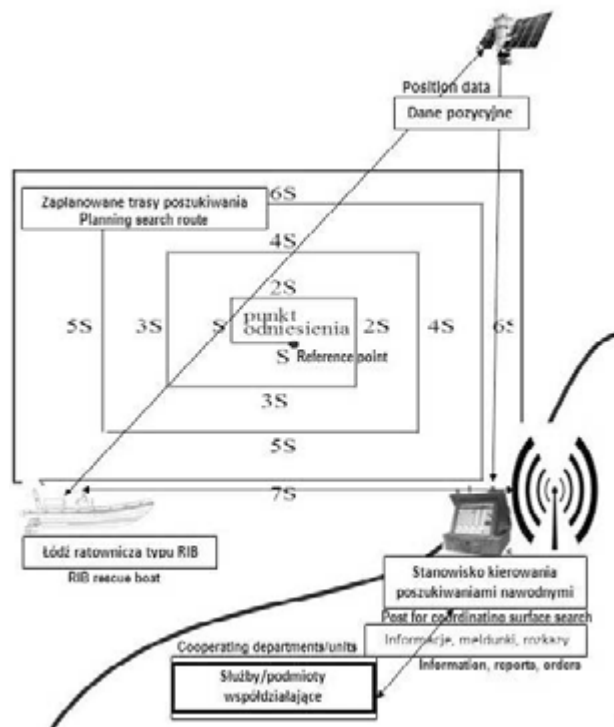 Position data
Dane pozycyjne
Zaplanowane trasy poszukiwania
Planning search route
6S
4S
2S
5S
3S
S
punkt
odniesienia
2S
4S
6S
Reference point
S
3S
5S
7S
Łódź ratownicza typu RIB
RIB rescue boat
Stanowisko kierowania
poszukiwaniami nawodnymi
Post for coordinating surface search
Informacje, meldunki, rozkazy
Information, reports, orders
Cooperating departments/units
Służby/podmioty
współdziałające